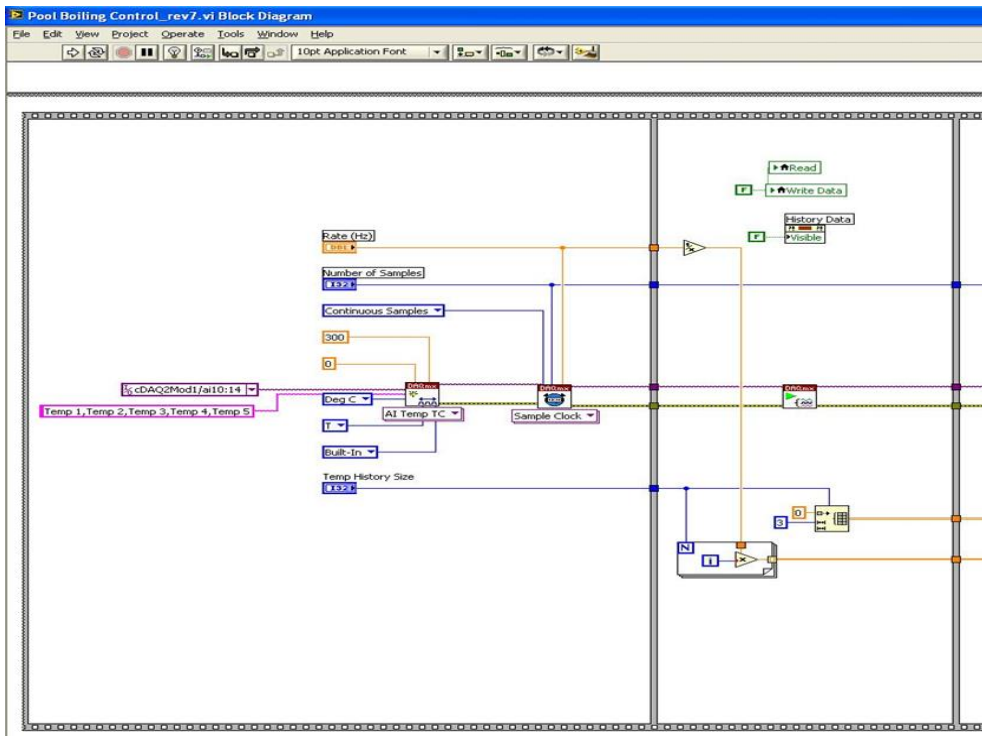 Pool Boiling Control_rev7.vi Block Diagram
File Edit View Project Operate Tools Window Help
10pt Application Font
Read
F Write Data
History Data
F Visible
Rate (Hz)
DBL
Number of Samples
I32
Continuous Samples
300
0
cDAQ2Mod1/ai10:14
Temp 1,Temp 2,Temp 3,Temp 4,Temp 5
Deg C
DAQmx
AI Temp TC
DAQmx
Sample Clock
DAQmx
T
Built-In
Temp History Size
I32
0
3
N
i